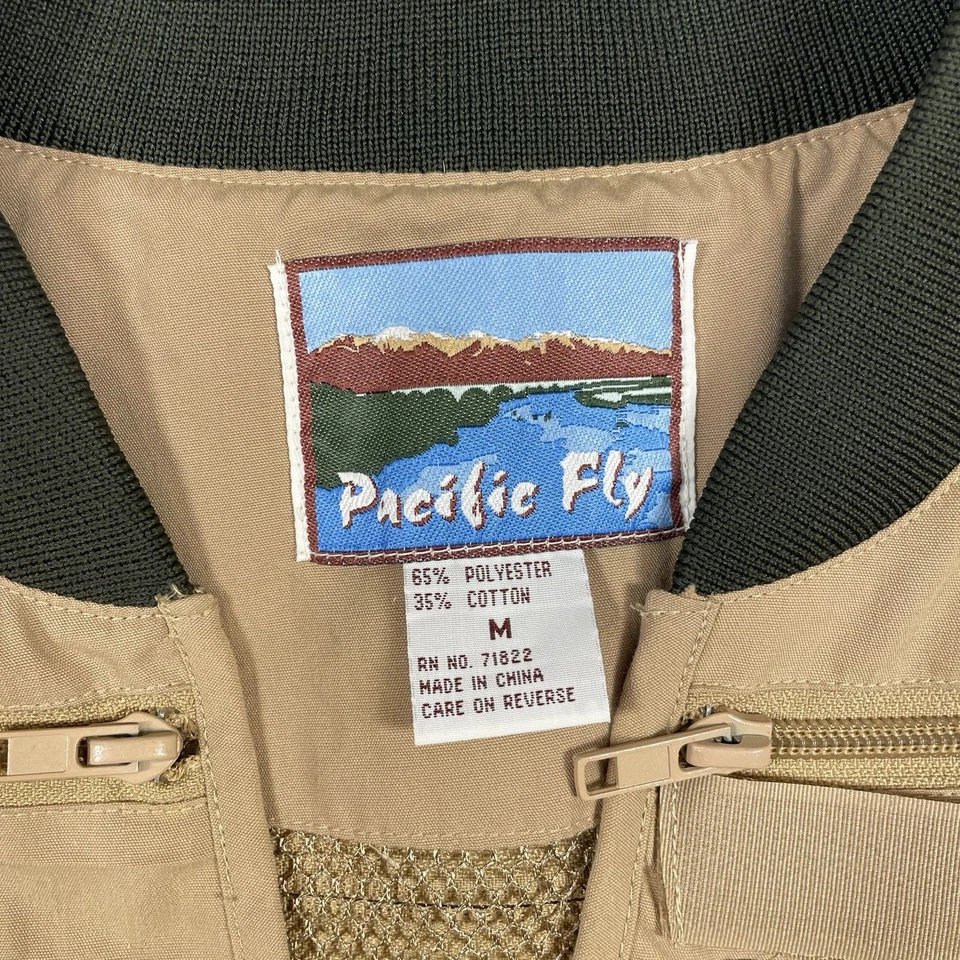 Pacific Fly
65% POLYESTER
35% COTTON
M
RN NO. 71822
MADE IN CHINA
CARE ON REVERSE